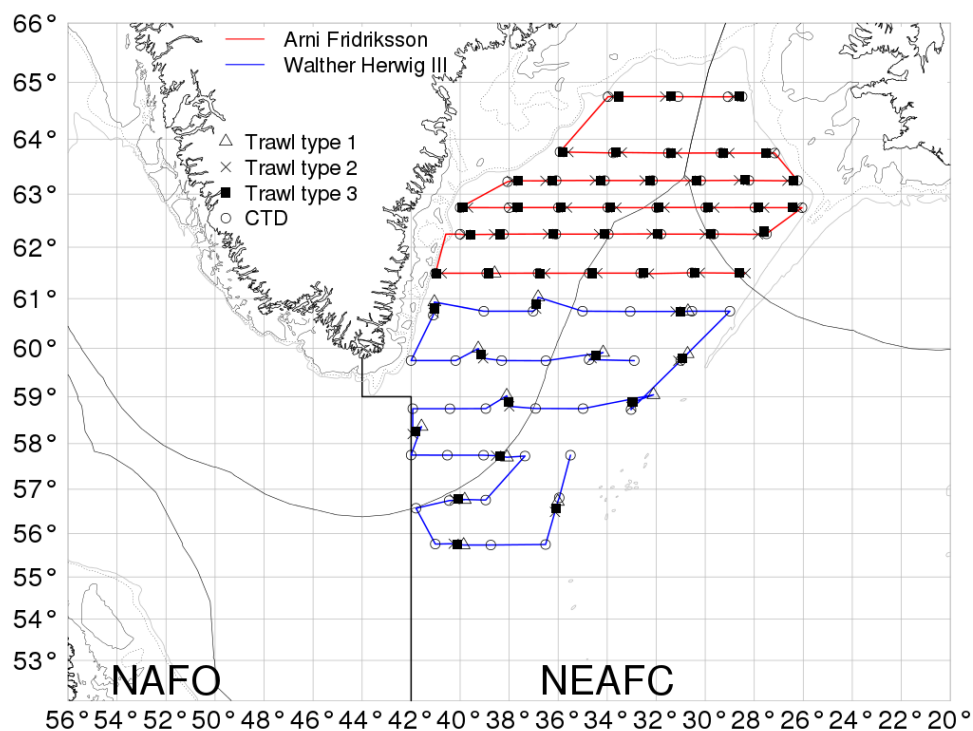 66°
65°
64°
63°
62°
61°
60°
59°
58°
57°
56°
55°
54°
53°
Arni Fridriksson
Walther Herwig III
Trawl type 1
Trawl type 2
Trawl type 3
CTD
NAFO
NEAFC
56° 54° 52° 50° 48° 46° 44° 42° 40° 38° 36° 34° 32° 30° 28° 26° 24° 22° 20°